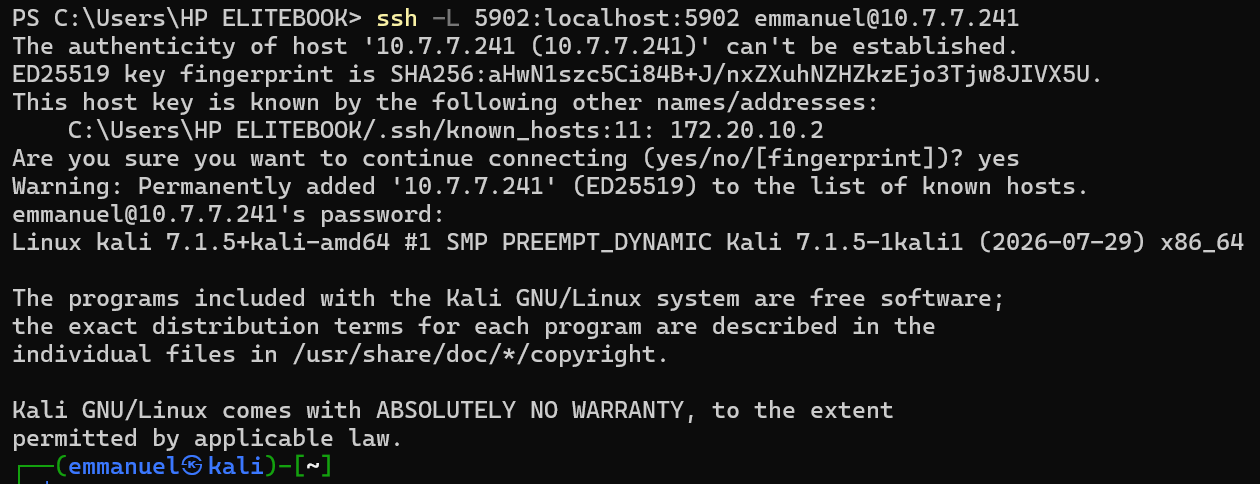 PS C:\Users\HP ELITEBOOK> ssh -L 5902:localhost:5902 emmanuel@10.7.7.241
The authenticity of host '10.7.7.241 (10.7.7.241)' can't be established.
ED25519 key fingerprint is SHA256:aHwN1szc5Ci84B+J/nxZXuhNZHZkzEjo3Tjw8JIVX5U.
This host key is known by the following other names/addresses:
    C:\Users\HP ELITEBOOK/.ssh/known_hosts:11: 172.20.10.2
Are you sure you want to continue connecting (yes/no/[fingerprint])? yes
Warning: Permanently added '10.7.7.241' (ED25519) to the list of known hosts.
emmanuel@10.7.7.241's password:
Linux kali 7.1.5+kali-amd64 #1 SMP PREEMPT_DYNAMIC Kali 7.1.5-1kali1 (2026-07-29) x86_64

The programs included with the Kali GNU/Linux system are free software;
the exact distribution terms for each program are described in the
individual files in /usr/share/doc/*/copyright.

Kali GNU/Linux comes with ABSOLUTELY NO WARRANTY, to the extent
permitted by applicable law.
┌──(emmanuel㉿kali)-[~]